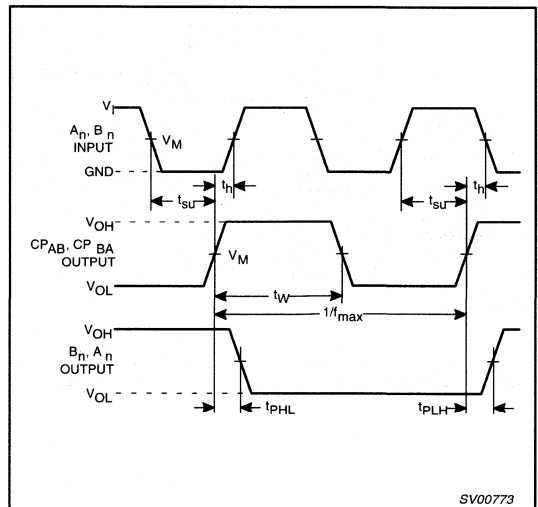 VI
An, Bn
INPUT
VM
GND
tsu
th
tsu
th
VOH
CPAB, CPBA
OUTPUT
VM
VOL
tW
1/fmax
VOH
Bn, An
OUTPUT
VOL
tPHL
tPLH
SV00773